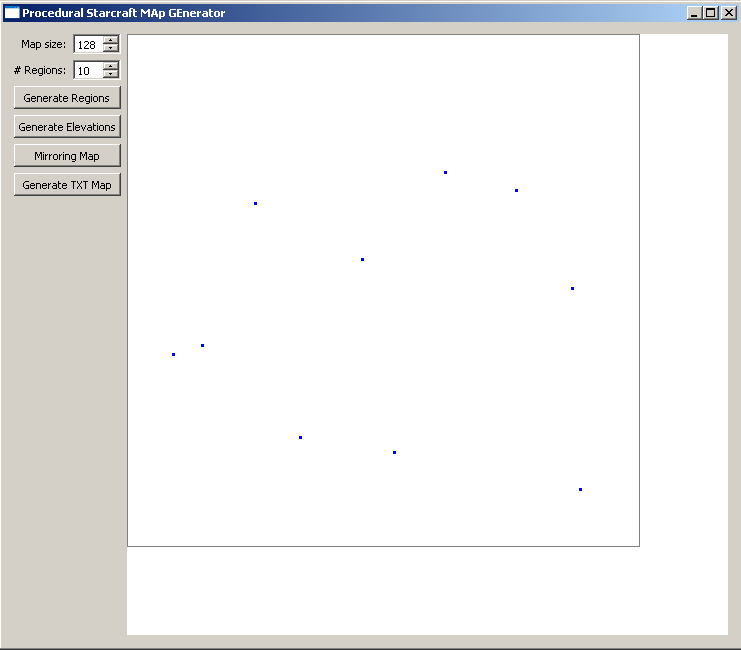 Procedural Starcraft MAp GEnerator
Map size: 128
# Regions: 10
Generate Regions
Generate Elevations
Mirroring Map
Generate TXT Map